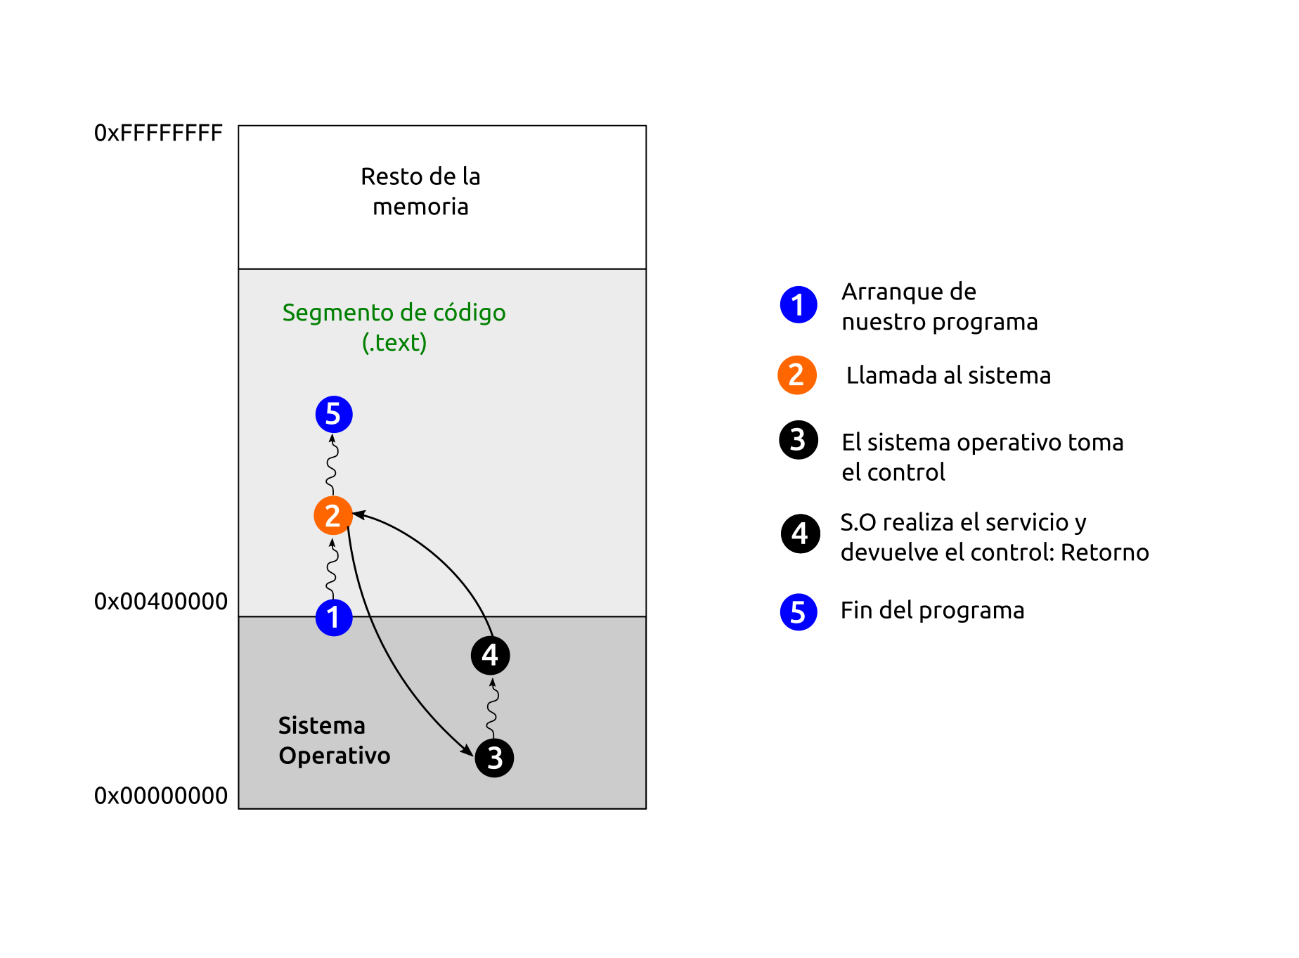 0xFFFFFFFF
Resto de la
memoria
Segmento de código
(.text)
5
2
0x00400000
1
4
Sistema
Operativo
3
0x00000000
1 Arranque de
nuestro programa
2 Llamada al sistema
3 El sistema operativo toma
el control
4 S.O realiza el servicio y
devuelve el control: Retorno
5 Fin del programa